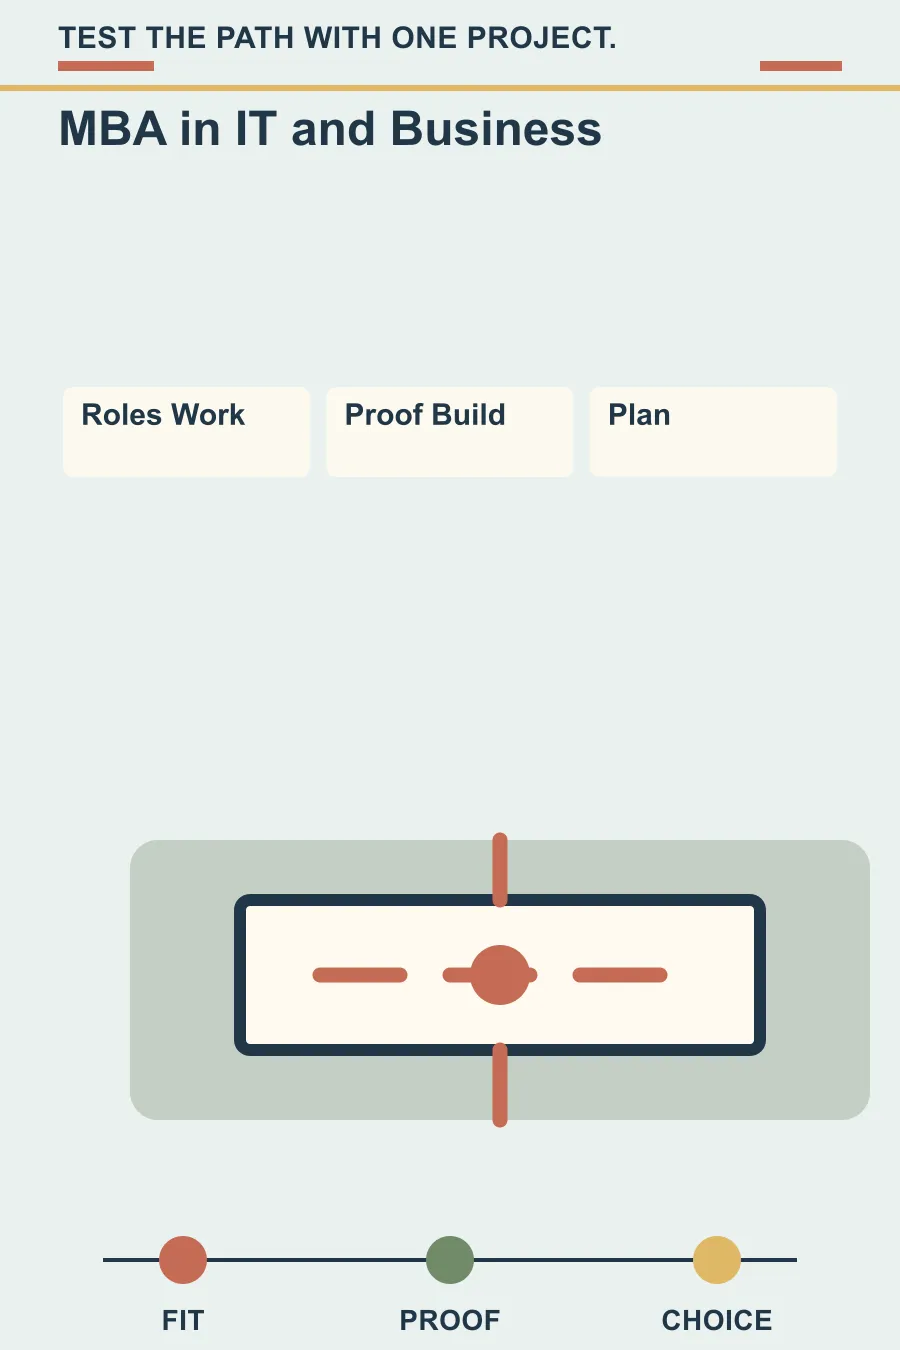 TEST THE PATH WITH ONE PROJECT.
MBA in IT and Business
Roles Work
Proof Build
Plan
FIT
PROOF
CHOICE